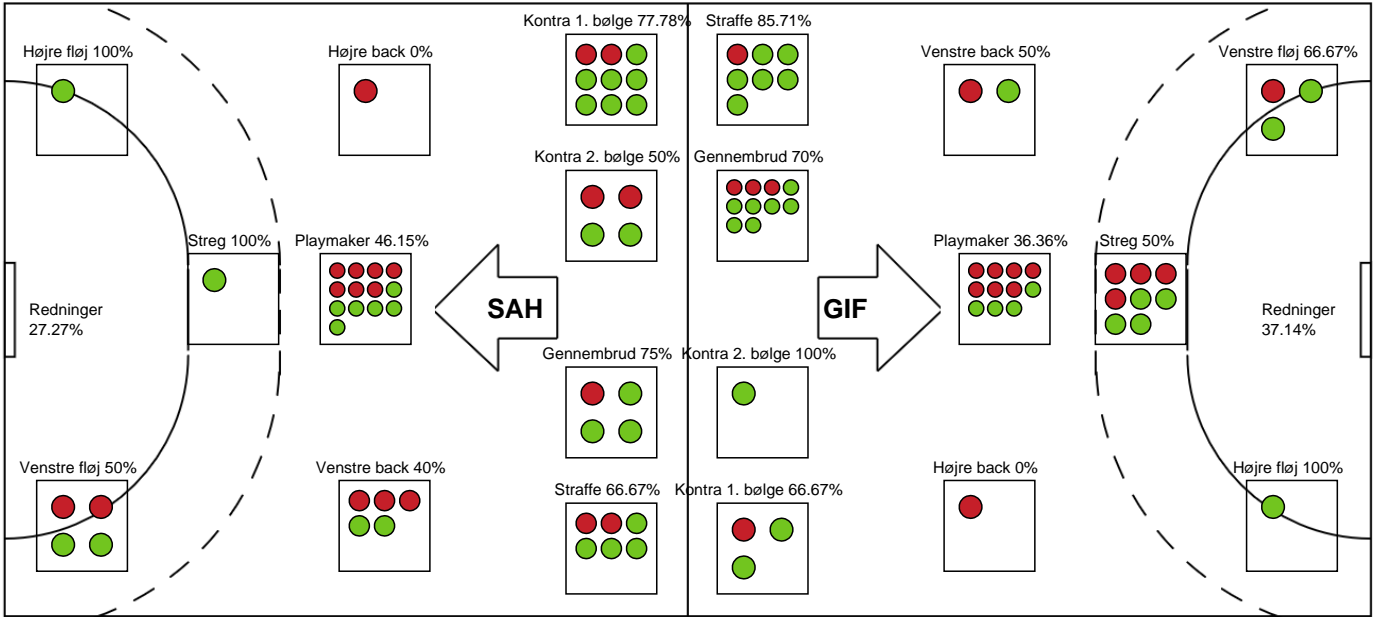 Kontra 1. bølge 77.78%
Straffe 85.71%
Højre fløj 100%
Højre back 0%
Venstre back 50%
Venstre fløj 66.67%
Kontra 2. bølge 50%
Gennembrud 70%
Streg 100%
Playmaker 46.15%
Playmaker 36.36%
Streg 50%
Redninger
27.27%
SAH
GIF
Redninger
37.14%
Gennembrud 75%
Kontra 2. bølge 100%
Venstre fløj 50%
Venstre back 40%
Højre back 0%
Højre fløj 100%
Straffe 66.67%
Kontra 1. bølge 66.67%